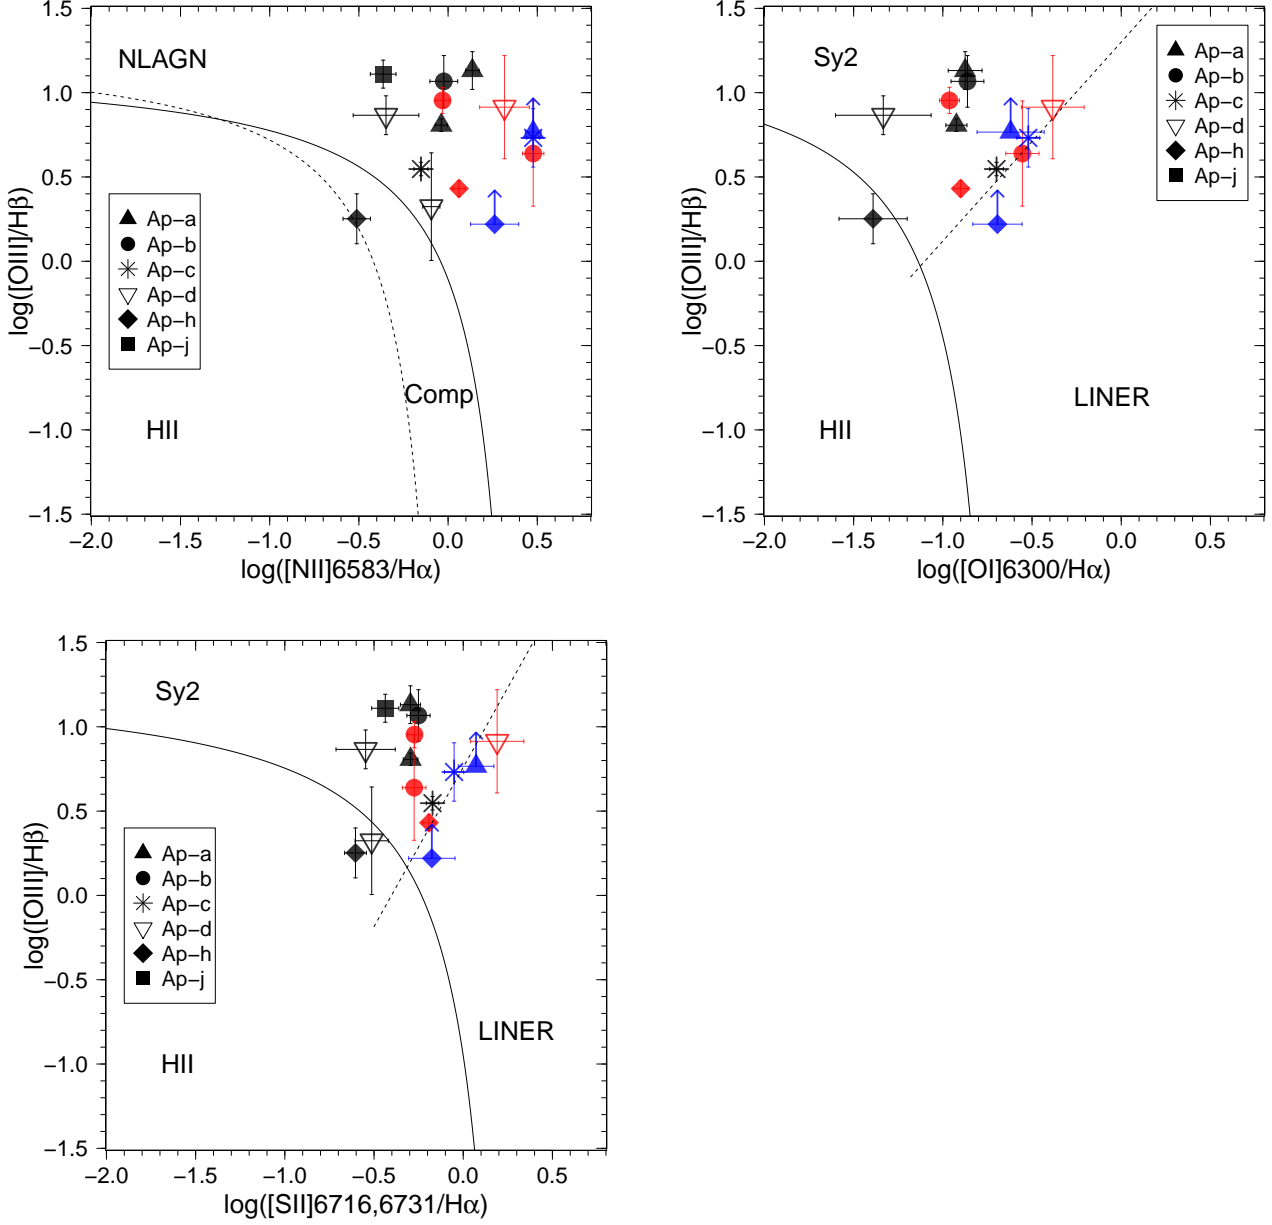 1.5
1.0
0.5
0.0
−0.5
−1.0
−1.5
log([OIII]/Hβ)
NLAGN
Ap−a
Ap−b
Ap−c
Ap−d
Ap−h
Ap−j
Comp
HII
−2.0 −1.5 −1.0 −0.5 0.0 0.5
log([NII]6583/Hα)
1.5
1.0
0.5
0.0
−0.5
−1.0
−1.5
log([OIII]/Hβ)
Sy2
Ap−a
Ap−b
Ap−c
Ap−d
Ap−h
Ap−j
LINER
HII
−2.0 −1.5 −1.0 −0.5 0.0 0.5
log([OI]6300/Hα)
1.5
1.0
0.5
0.0
−0.5
−1.0
−1.5
log([OIII]/Hβ)
Sy2
Ap−a
Ap−b
Ap−c
Ap−d
Ap−h
Ap−j
LINER
HII
−2.0 −1.5 −1.0 −0.5 0.0 0.5
log([SII]6716,6731/Hα)